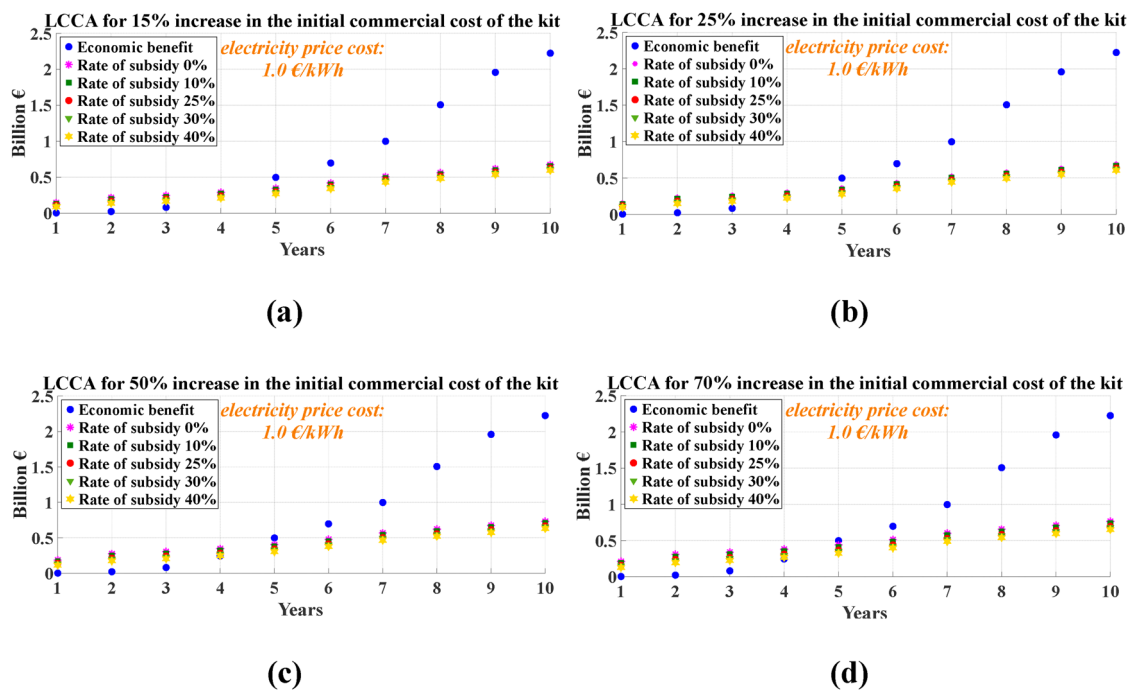 LCCA for 15% increase in the initial commercial cost of the kit
2.5
2
1.5
1
0.5
0
Billion €
Economic benefit
Rate of subsidy 0%
Rate of subsidy 10%
Rate of subsidy 25%
Rate of subsidy 30%
Rate of subsidy 40%
electricity price cost:
1.0 €/kWh
1 2 3 4 5 6 7 8 9 10
Years
(a)
LCCA for 25% increase in the initial commercial cost of the kit
2.5
2
1.5
1
0.5
0
Billion €
Economic benefit
Rate of subsidy 0%
Rate of subsidy 10%
Rate of subsidy 25%
Rate of subsidy 30%
Rate of subsidy 40%
electricity price cost:
1.0 €/kWh
1 2 3 4 5 6 7 8 9 10
Years
(b)
LCCA for 50% increase in the initial commercial cost of the kit
2.5
2
1.5
1
0.5
0
Billion €
Economic benefit
Rate of subsidy 0%
Rate of subsidy 10%
Rate of subsidy 25%
Rate of subsidy 30%
Rate of subsidy 40%
electricity price cost:
1.0 €/kWh
1 2 3 4 5 6 7 8 9 10
Years
(c)
LCCA for 70% increase in the initial commercial cost of the kit
2.5
2
1.5
1
0.5
0
Billion €
Economic benefit
Rate of subsidy 0%
Rate of subsidy 10%
Rate of subsidy 25%
Rate of subsidy 30%
Rate of subsidy 40%
electricity price cost:
1.0 €/kWh
1 2 3 4 5 6 7 8 9 10
Years
(d)